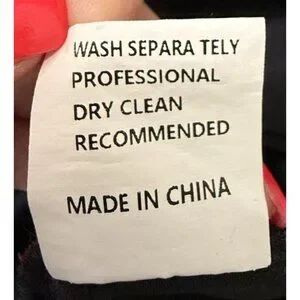 WASH SEPARA TELY
PROFESSIONAL
DRY CLEAN
RECOMMENDED
MADE IN CHINA